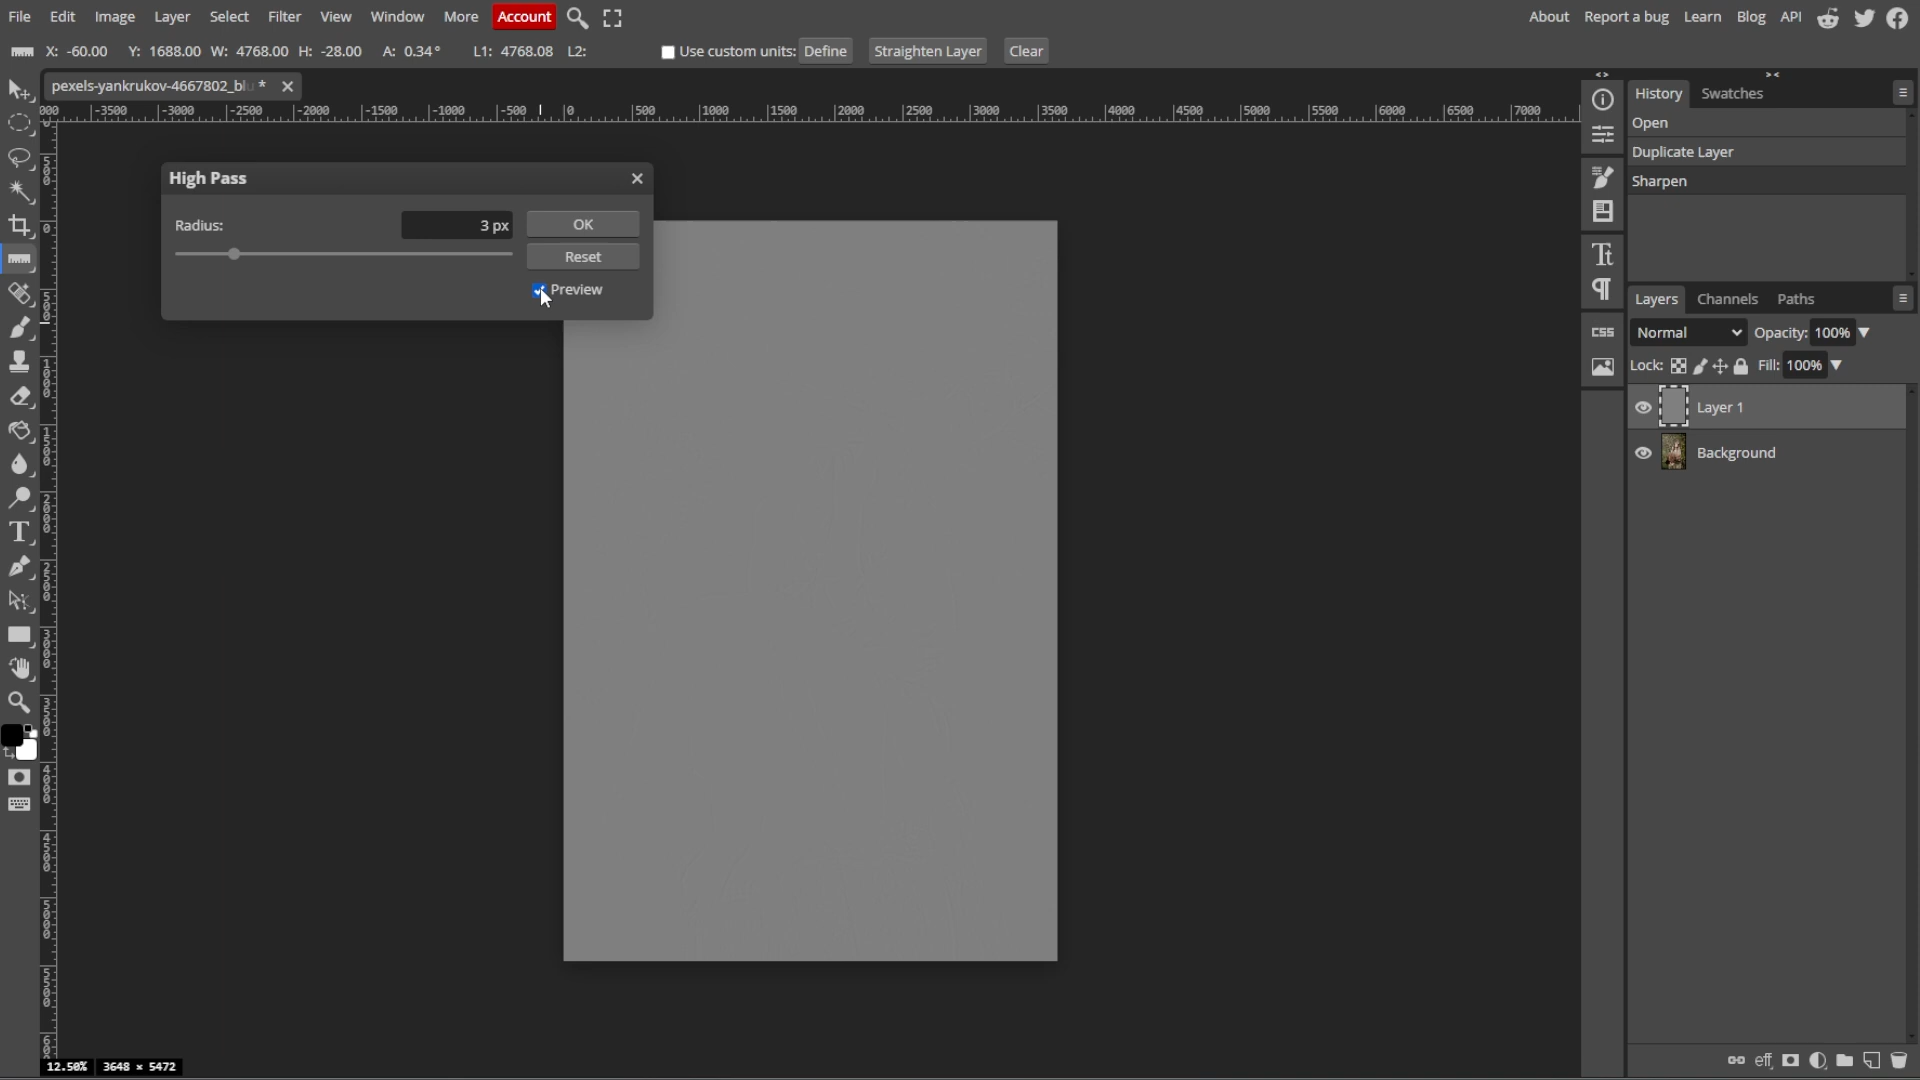 File Edit Image Layer Select Filter View Window More Account About Report a bug Learn Blog API
X: -60.00 Y: 1688.00 W: 4768.00 H: -28.00 A: 0.34° L1: 4768.08 L2: Use custom units: Define Straighten Layer Clear
pexels-yankrukov-4667802_blu *
000 -3500 -3000 -2500 -2000 -1500 -1000 -500 0 500 1000 1500 2000 2500 3000 3500 4000 4500 5000 5500 6000 6500 7000
History Swatches
Open
Duplicate Layer
Sharpen
High Pass
Radius: 3 px OK
Reset
Preview
Layers Channels Paths
Normal Opacity: 100%
Lock: Fill: 100%
Layer 1
Background
CSS
eff
12.50% 3648 × 5472